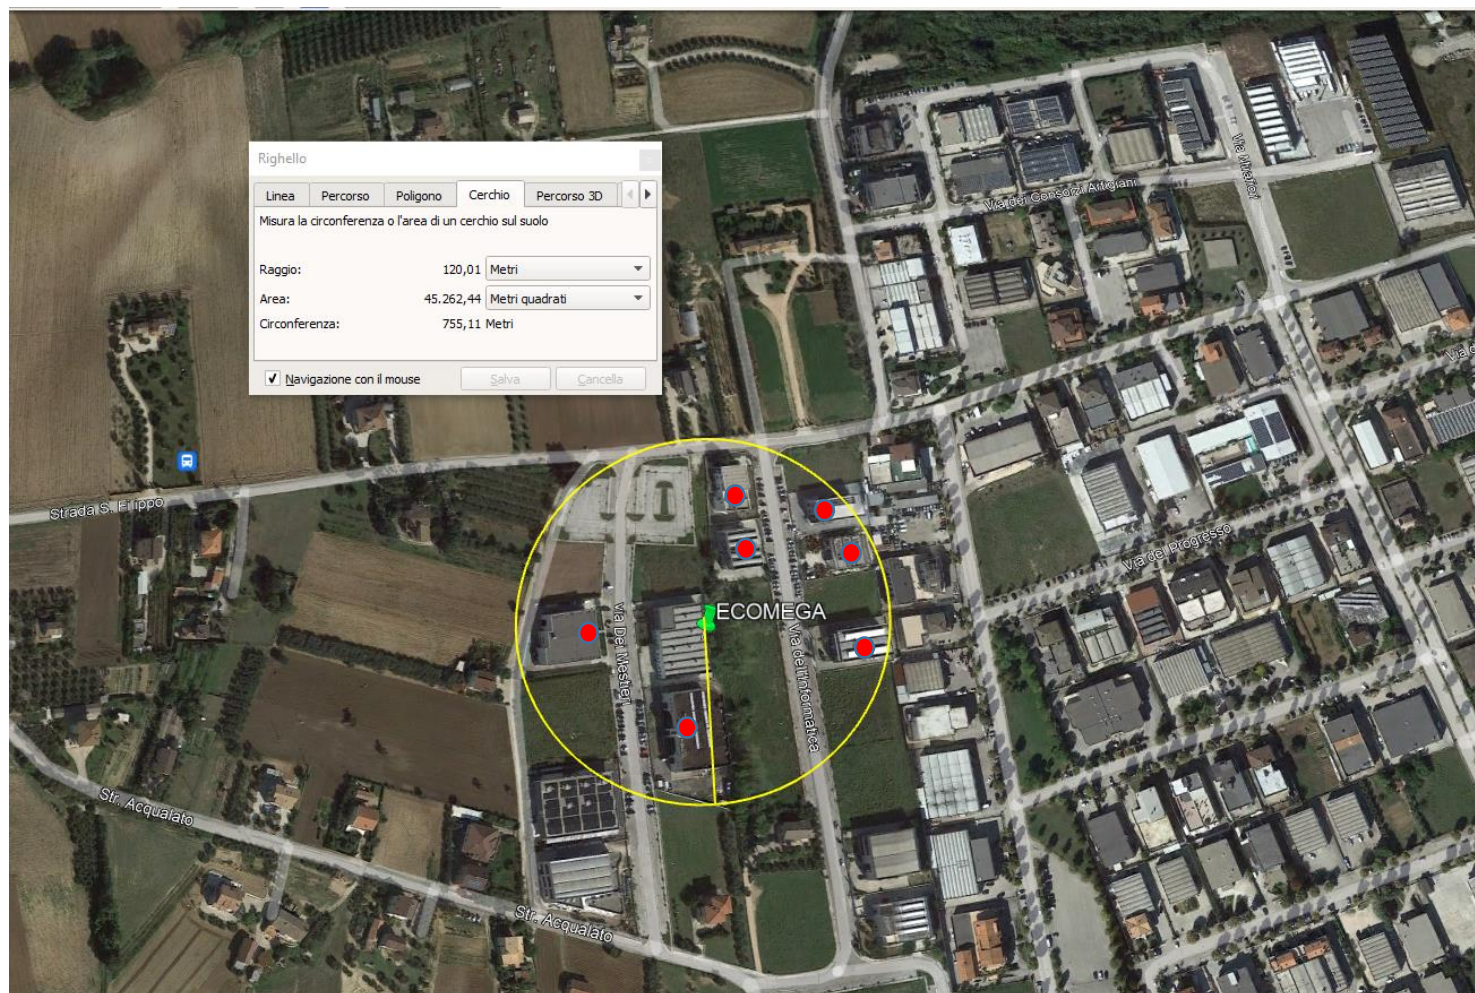 Righello
Linea
Percorso
Poligono
Cerchio
Percorso 3D
Misura la circonferenza o l'area di un cerchio sul suolo
Raggio:
120,01
Metri
Area:
45.262,44
Metri quadrati
Circonferenza:
755,11 Metri
Navigazione con il mouse
Salva
Cancella
Via Mirafiori
Via dei Consorzi Artigiani
Strada S. Filippo
Via del Progresso
ECOMEGA
via Dei Mestieri
Via dell'Informatica
Str. Acqualato
Str. Acqualato